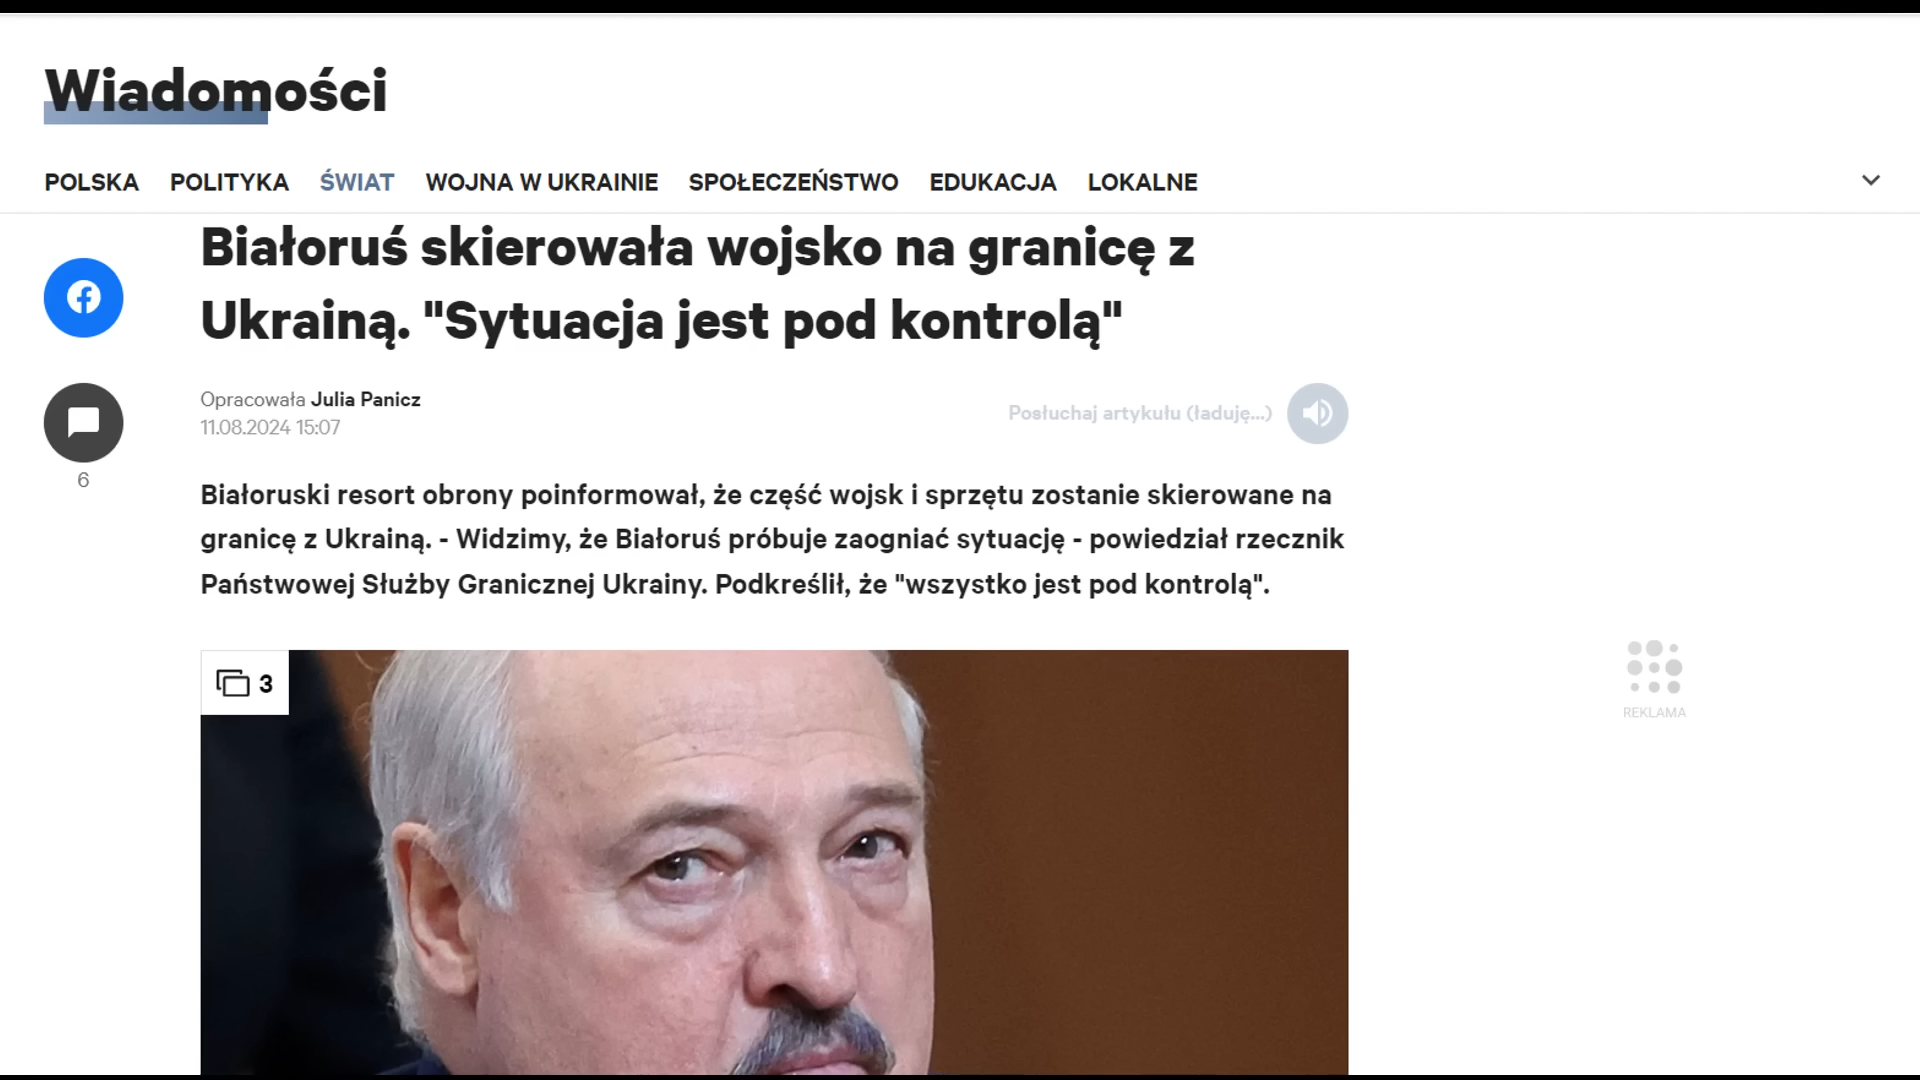 Wiadomości
POLSKA POLITYKA ŚWIAT WOJNA W UKRAINIE SPOŁECZEŃSTWO EDUKACJA LOKALNE
Białoruś skierowała wojsko na granicę z
Ukrainą. "Sytuacja jest pod kontrolą"
Opracowała Julia Panicz
11.08.2024 15:07
Posłuchaj artykułu (ładuję...)
6
Białoruski resort obrony poinformował, że część wojsk i sprzętu zostanie skierowane na
granicę z Ukrainą. - Widzimy, że Białoruś próbuje zaogniać sytuację - powiedział rzecznik
Państwowej Służby Granicznej Ukrainy. Podkreślił, że "wszystko jest pod kontrolą".
3
REKLAMA